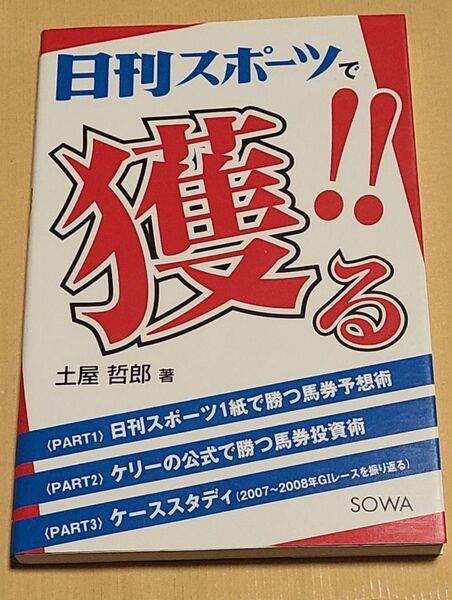 日刊スポーツで
獲る!!
土屋 哲郎 著
〈PART1〉日刊スポーツ1紙で勝つ馬券予想術
〈PART2〉ケリーの公式で勝つ馬券投資術
〈PART3〉ケーススタディ(2007~2008年GIレースを振り返る)
SOWA